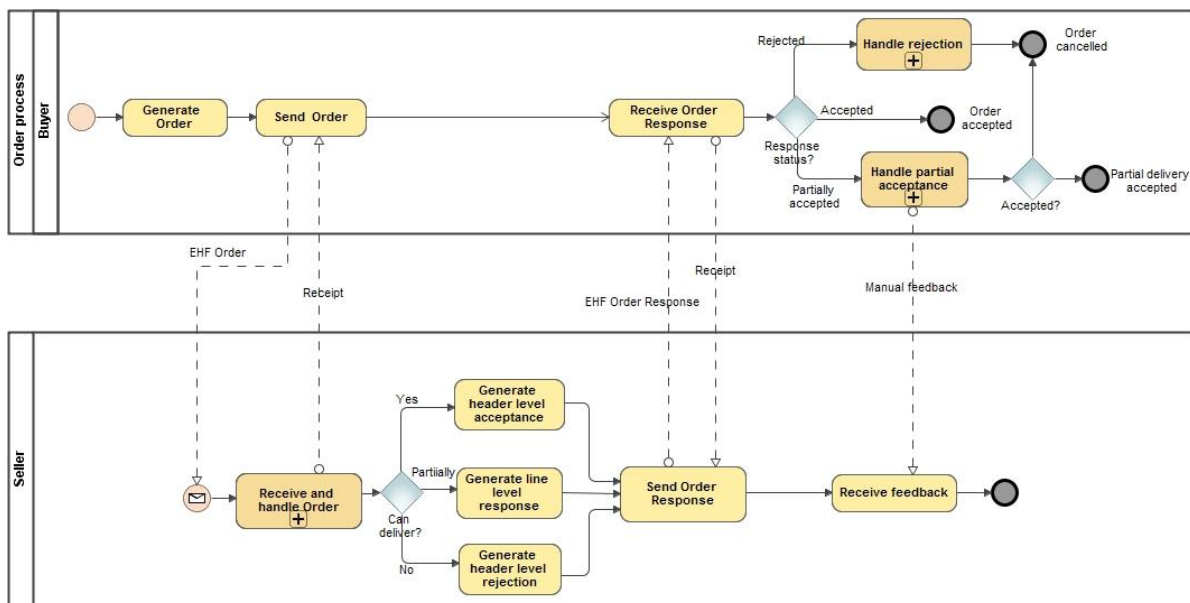 Order process
Buyer
Generate
Order
Send Order
Receive Order
Response
Response
status?
Rejected
Handle rejection
Order
cancelled
Accepted
Order
accepted
Partially
accepted
Handle partial
acceptance
Accepted?
Partial delivery
accepted
EHF Order
Receipt
EHF Order Response
Receipt
Manual feedback
Seller
Receive and
handle Order
Can
deliver?
Yes
Generate
header level
acceptance
Partiially
Generate line
level
response
No
Generate
header level
rejection
Send Order
Response
Receive feedback